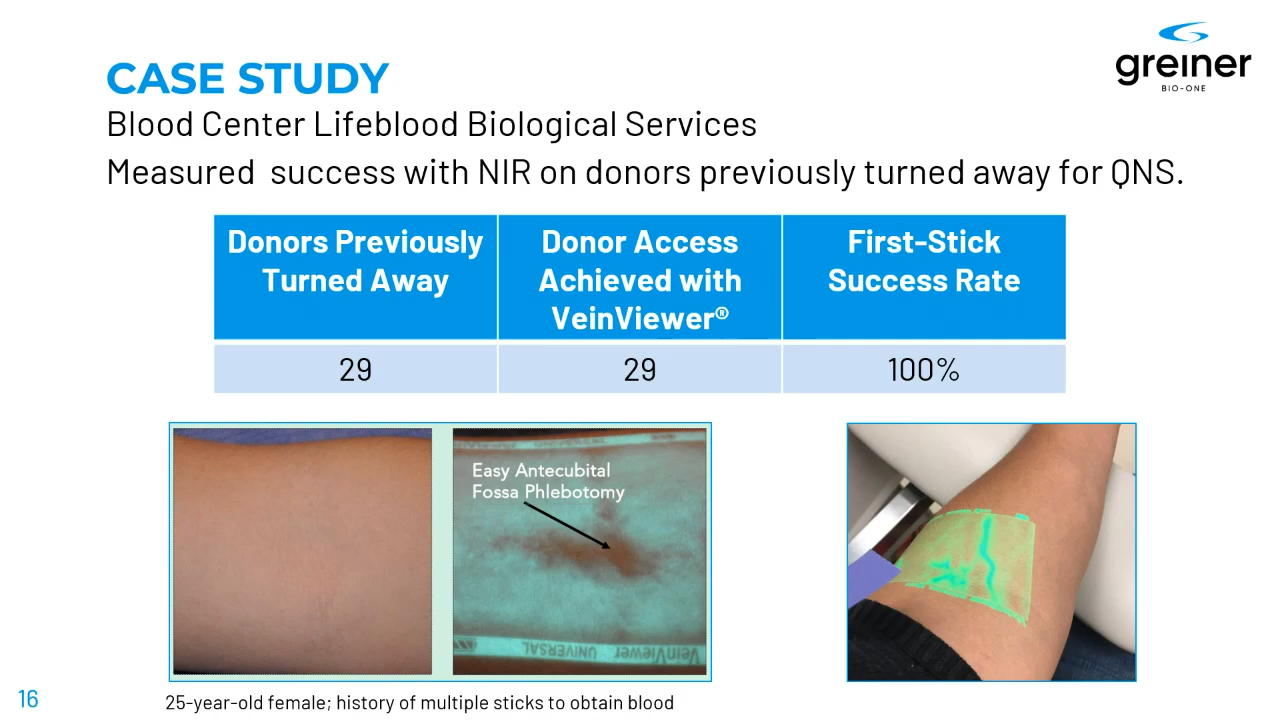 greiner
BIO-ONE
CASE STUDY
Blood Center Lifeblood Biological Services
Measured  success with NIR on donors previously turned away for QNS.
Donors Previously
Turned Away
Donor Access
Achieved with
VeinViewer®
First-Stick
Success Rate
29
29
100%
Easy Antecubital
Fossa Phlebotomy
VeinViewer UNIVERSAL
25-year-old female; history of multiple sticks to obtain blood
16